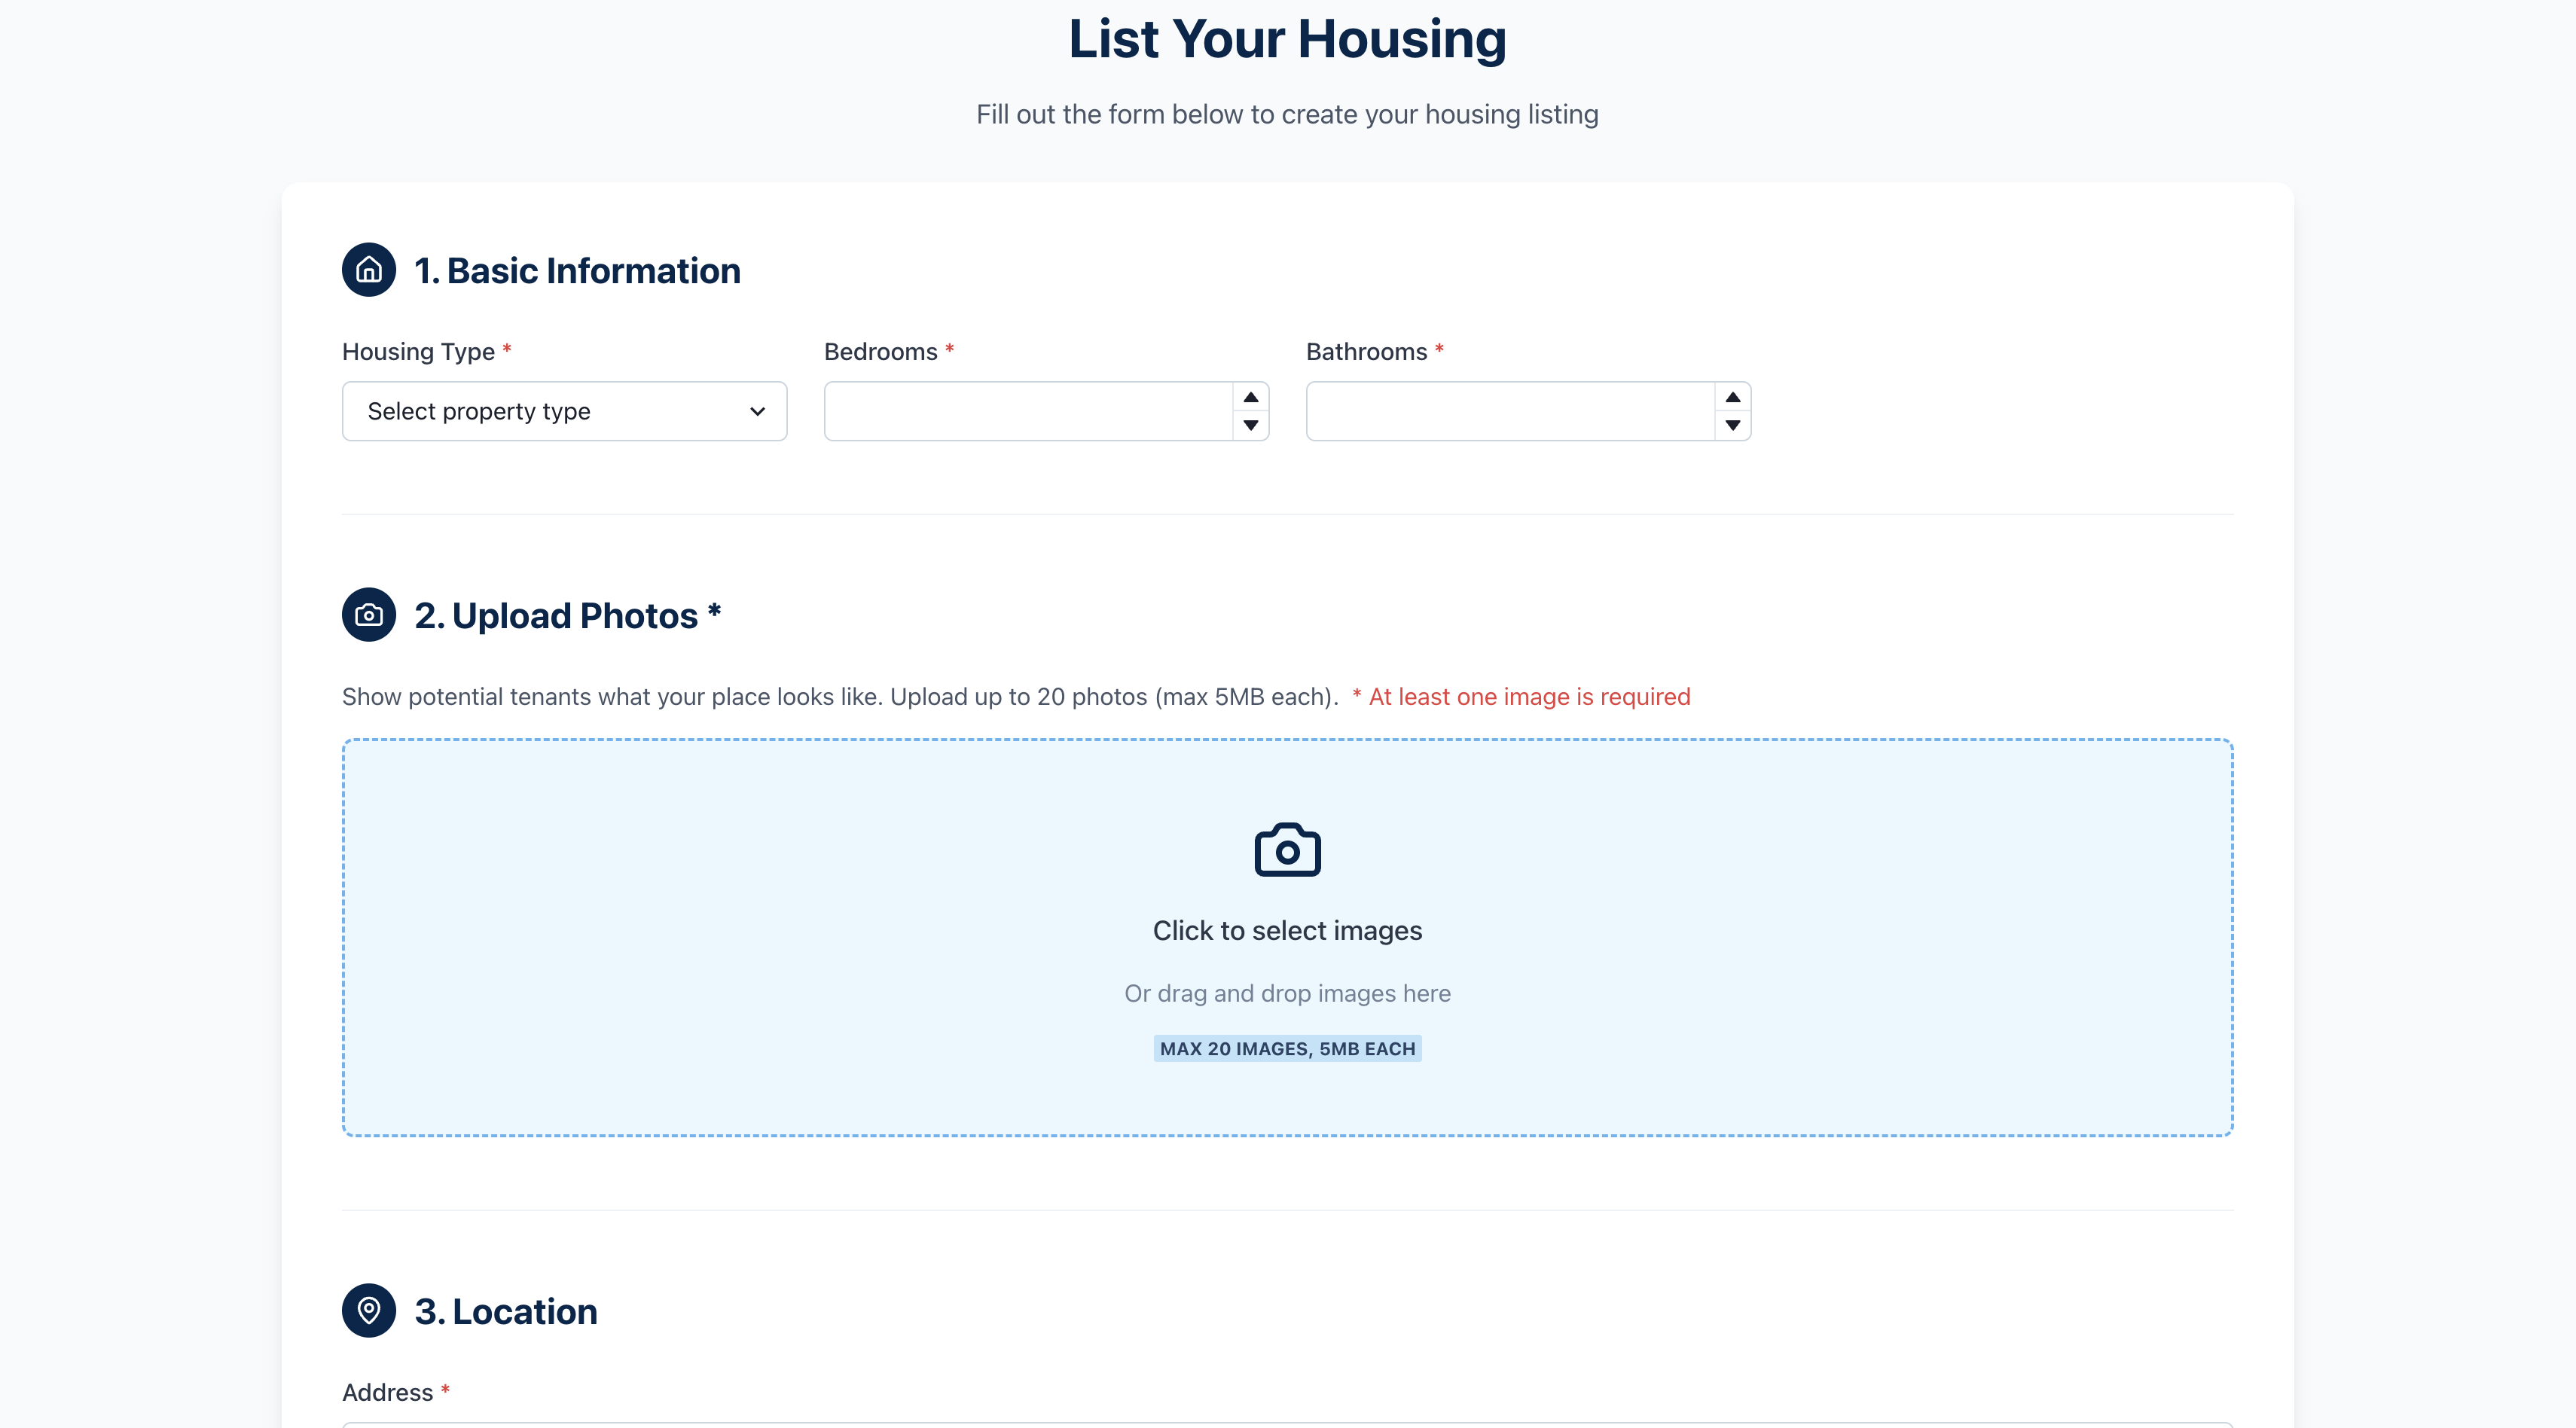 List Your Housing
Fill out the form below to create your housing listing
1. Basic Information
Housing Type *
Bedrooms *
Bathrooms *
Select property type
2. Upload Photos *
Show potential tenants what your place looks like. Upload up to 20 photos (max 5MB each). * At least one image is required
Click to select images
Or drag and drop images here
MAX 20 IMAGES, 5MB EACH
3. Location
Address *